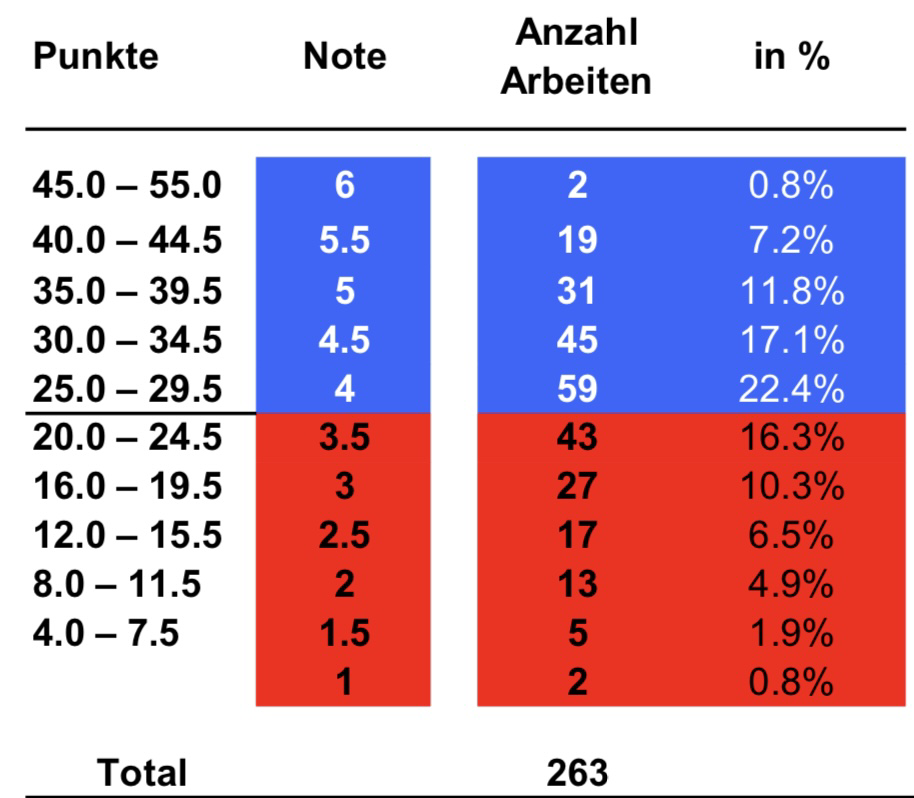 Punkte Note Anzahl Arbeiten in %
45.0 – 55.0 6 2 0.8%
40.0 – 44.5 5.5 19 7.2%
35.0 – 39.5 5 31 11.8%
30.0 – 34.5 4.5 45 17.1%
25.0 – 29.5 4 59 22.4%
20.0 – 24.5 3.5 43 16.3%
16.0 – 19.5 3 27 10.3%
12.0 – 15.5 2.5 17 6.5%
8.0 – 11.5 2 13 4.9%
4.0 – 7.5 1.5 5 1.9%
1 2 0.8%
Total 263